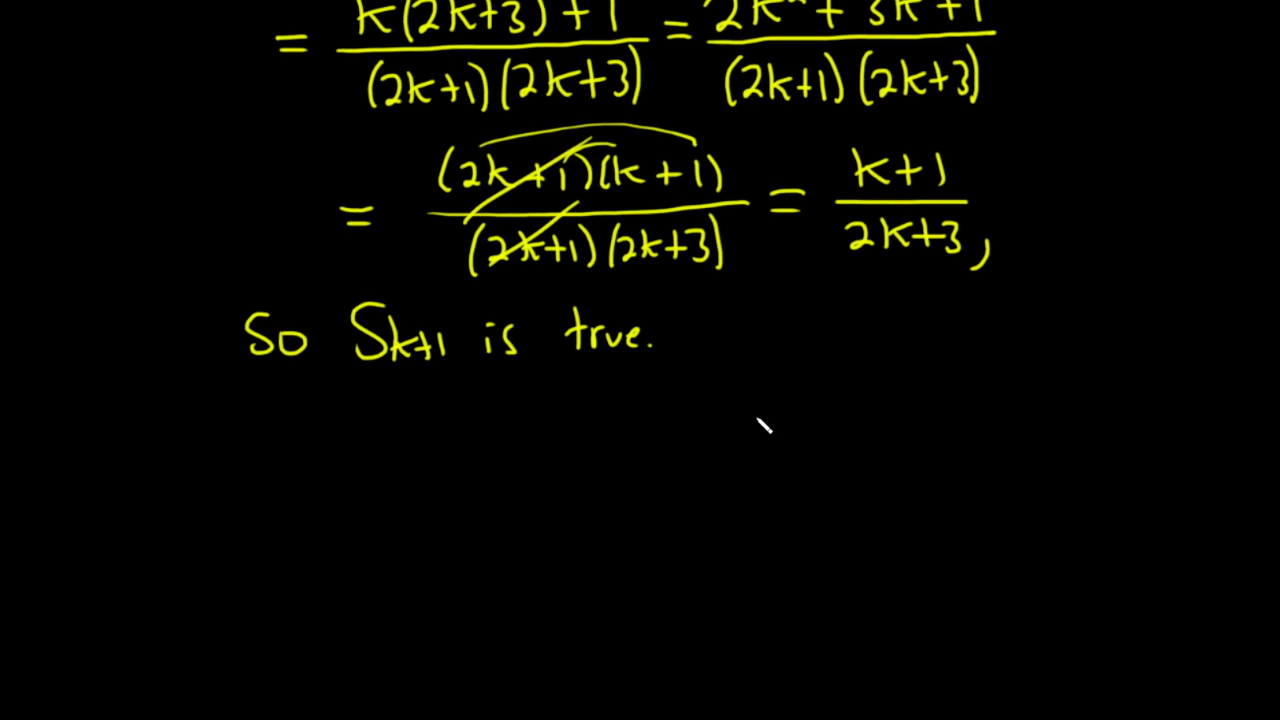 = k(2k+3)+1 / (2k+1)(2k+3) = 2k² + 3k + 1 / (2k+1)(2k+3)
= (2k+1)(k+1) / (2k+1)(2k+3) = k+1 / 2k+3,
So Sₖ₊₁ is true.